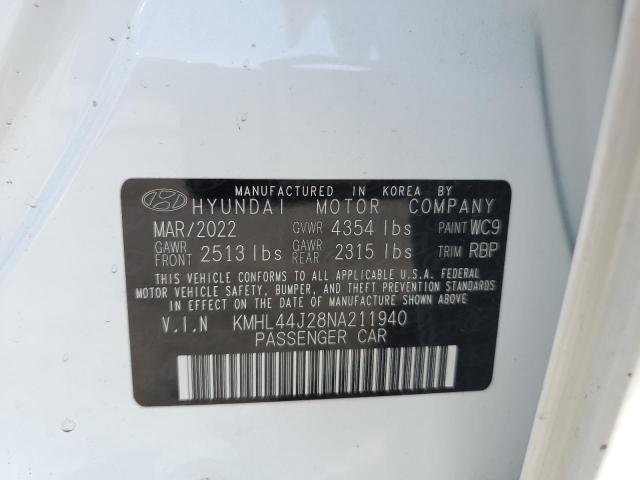 MANUFACTURED IN KOREA BY
HYUNDAI MOTOR COMPANY
MAR/2022 GVWR 4354 lbs PAINT WC9
GAWR FRONT 2513 lbs GAWR REAR 2315 lbs TRIM RBP
THIS VEHICLE CONFORMS TO ALL APPLICABLE U.S.A. FEDERAL
MOTOR VEHICLE SAFETY, BUMPER, AND THEFT PREVENTION STANDARDS
IN EFFECT ON THE DATE OF MANUFACTURE SHOWN ABOVE.
V.I.N KMHL44J28NA211940
PASSENGER CAR